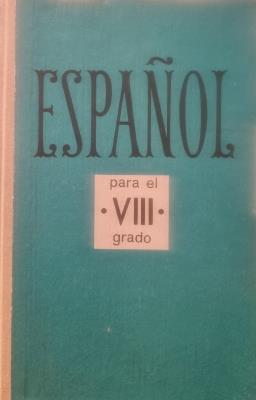 ESPAÑOL
para el
· VIII ·
grado